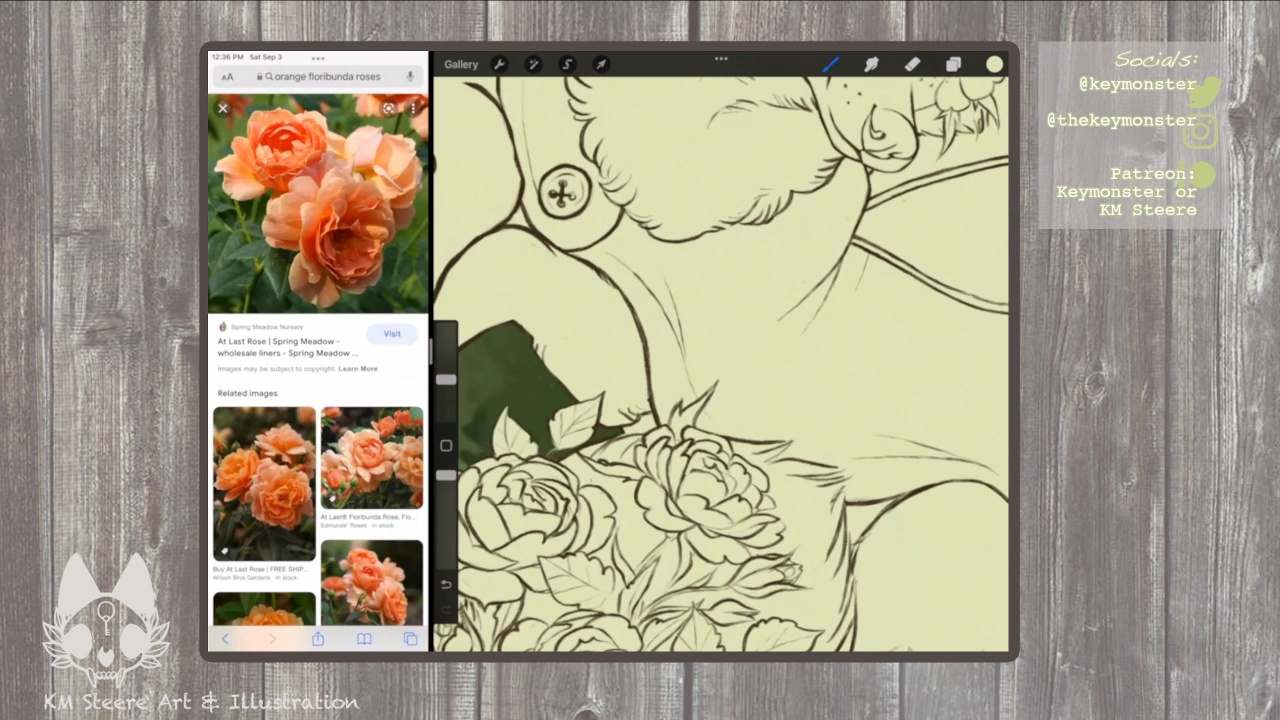 12:36 PM Sat Sep 3
AA orange floribunda roses
Spring Meadow Nursery
At Last Rose | Spring Meadow -
wholesale liners - Spring Meadow ...
Visit
Images may be subject to copyright. Learn More
Related images
At Last® Floribunda Rose, Flo...
Edmunds' Roses · In stock
Buy At Last Rose | FREE SHIP...
Wilson Bros Gardens · In stock
Gallery
Socials:
@keymonster
@thekeymonster
Patreon:
Keymonster or
KM Steere
KM Steere Art & Illustration